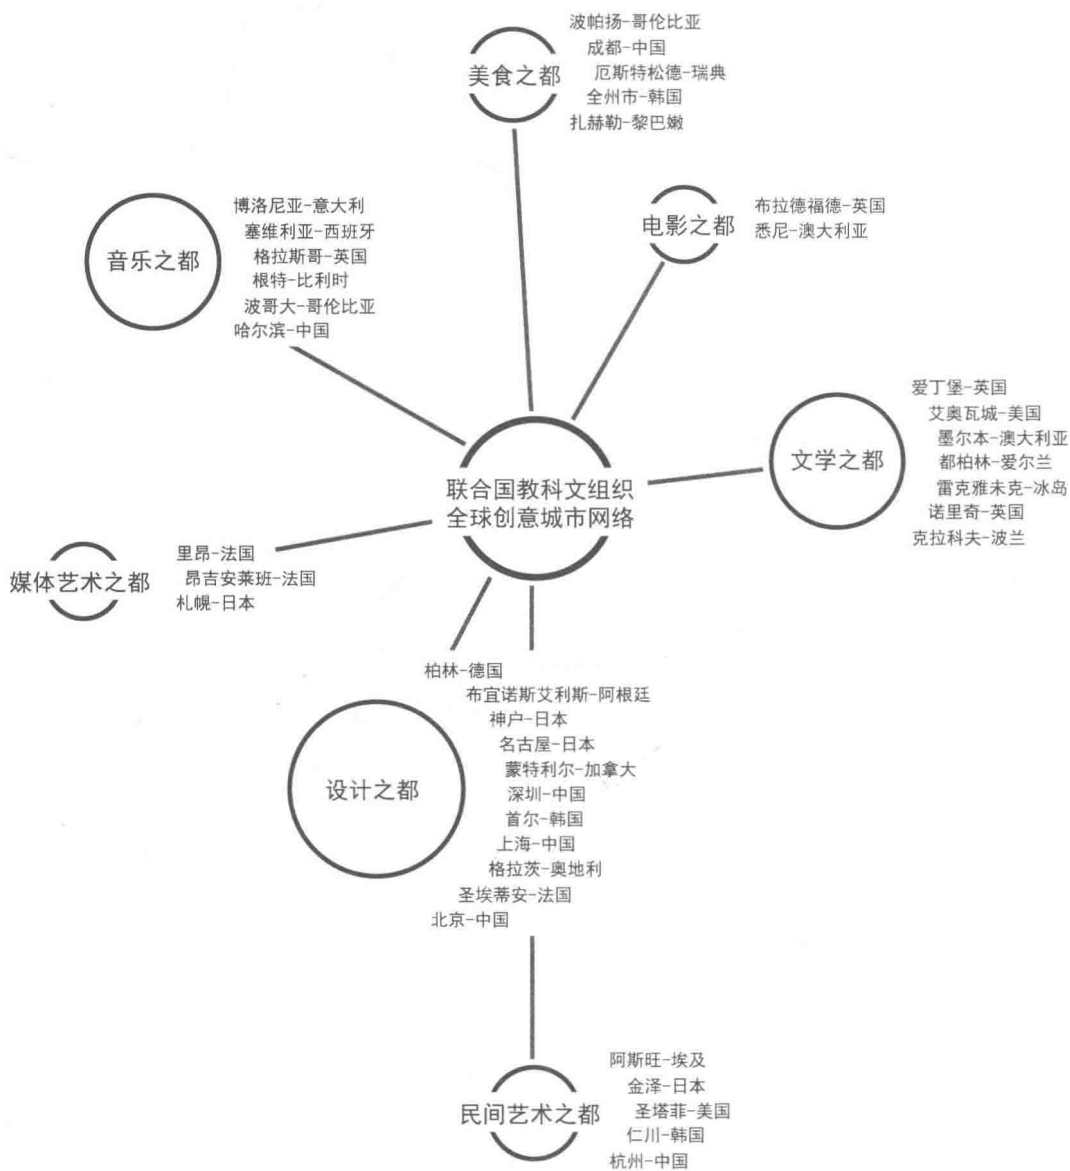 美食之都
波帕扬-哥伦比亚
成都-中国
厄斯特松德-瑞典
全州市-韩国
扎赫勒-黎巴嫩
电影之都
布拉德福德-英国
悉尼-澳大利亚
音乐之都
博洛尼亚-意大利
塞维利亚-西班牙
格拉斯哥-英国
根特-比利时
波哥大-哥伦比亚
哈尔滨-中国
文学之都
爱丁堡-英国
艾奥瓦城-美国
墨尔本-澳大利亚
都柏林-爱尔兰
雷克雅未克-冰岛
诺里奇-英国
克拉科夫-波兰
联合国教科文组织
全球创意城市网络
媒体艺术之都
里昂-法国
昂吉安莱班-法国
札幌-日本
设计之都
柏林-德国
布宜诺斯艾利斯-阿根廷
神户-日本
名古屋-日本
蒙特利尔-加拿大
深圳-中国
首尔-韩国
上海-中国
格拉茨-奥地利
圣埃蒂安-法国
北京-中国
民间艺术之都
阿斯旺-埃及
金泽-日本
圣塔菲-美国
仁川-韩国
杭州-中国